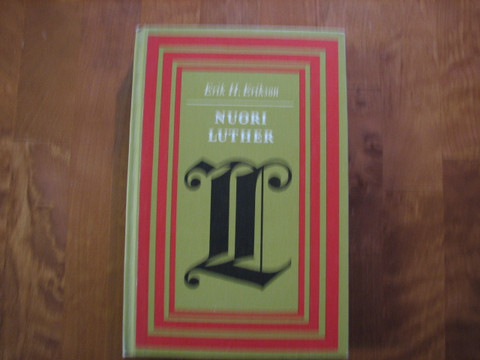 Erik H. Erikson
NUORI
LUTHER
L